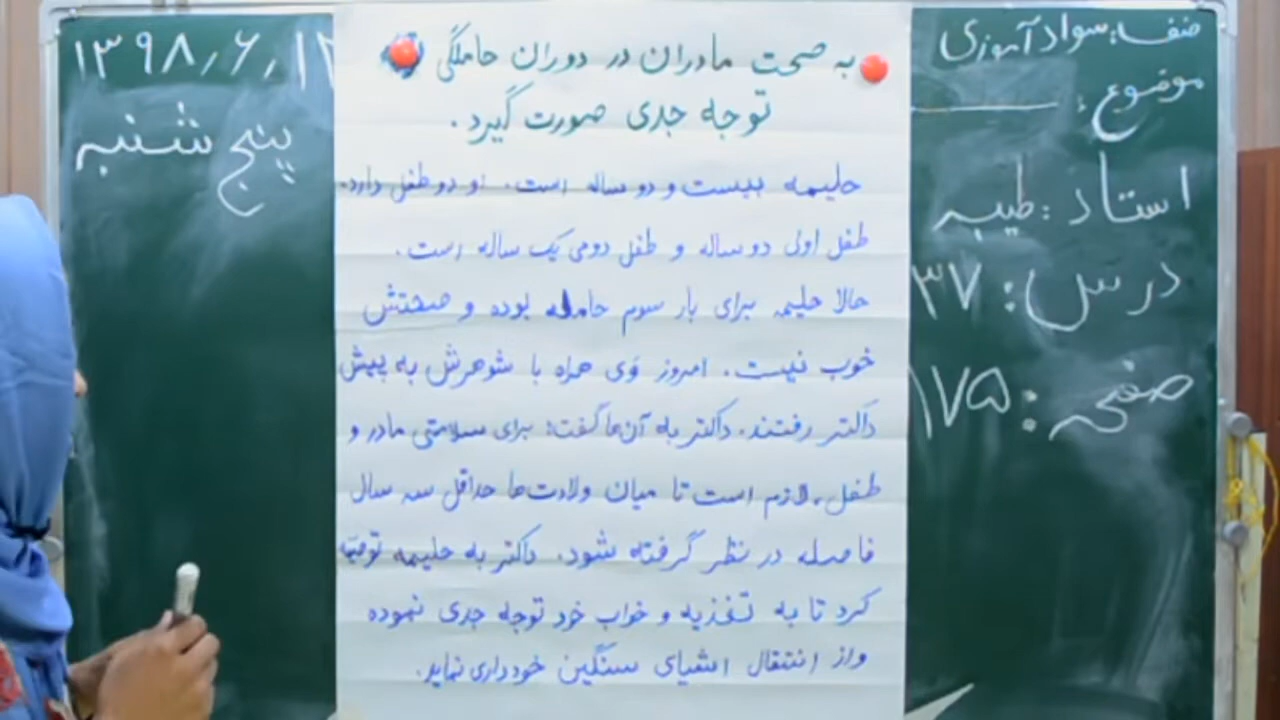 صنف: سواد آموزی
موضوع:
استاد: طیبه
درس: ۳۷
صفحه: ۱۷۵
به صحت مادران در دوران حاملگی
توجه جدی صورت گیرد.
حلیمه بیست و دو ساله است. او دو طفل دارد.
طفل اولی دو ساله و طفل دومی یک ساله است.
حالا حلیمه برای بار سوم حامله بوده و صحتش
خوب نیست. امروز وی همراه با شوهرش به پیش
داکتر رفتند. داکتر به آن‌ها گفت: برای سلامتی مادر و
طفل، لازم است تا میان ولادت‌ها حداقل سه سال
فاصله در نظر گرفته شود. داکتر به حلیمه توصیه
کرد تا به تغذیه و خواب خود توجه جدی نموده
و از انتقال اشیای سنگین خودداری نماید.
۱۳۹۸٫۶٫۱
پنج شنبه